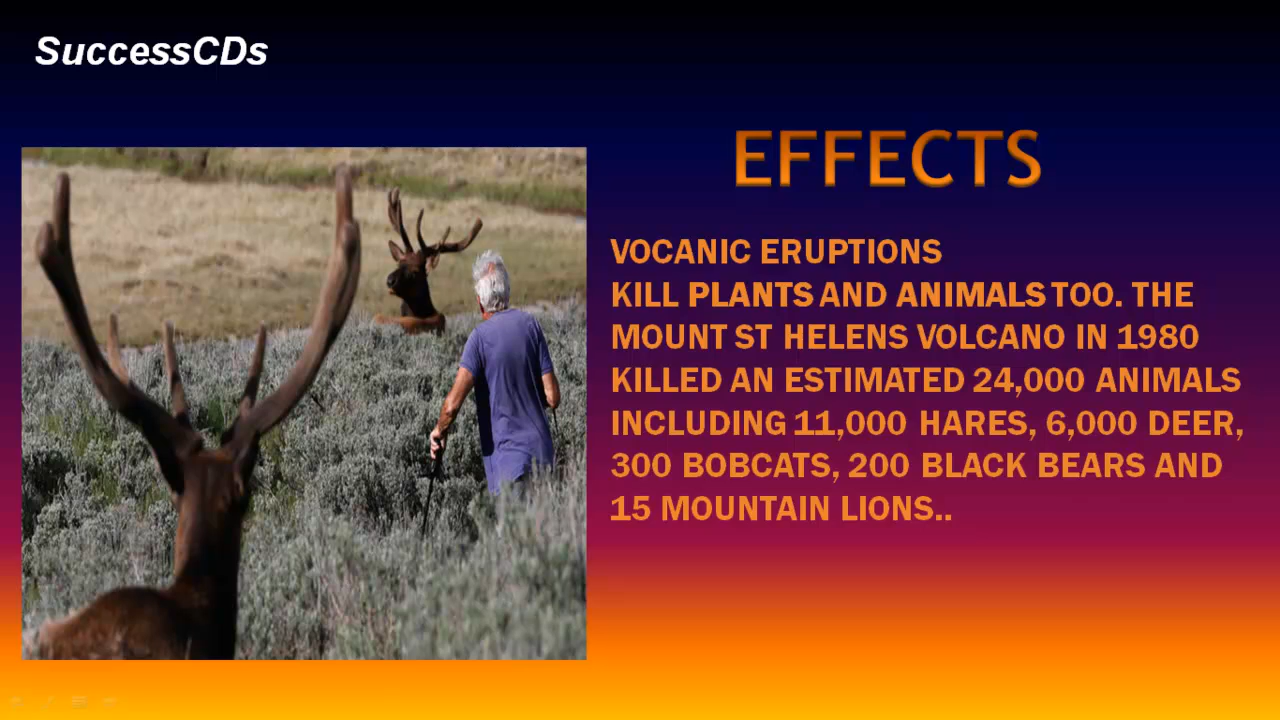 SuccessCDs
EFFECTS
VOCANIC ERUPTIONS
KILL PLANTS AND ANIMALS TOO. THE
MOUNT ST HELENS VOLCANO IN 1980
KILLED AN ESTIMATED 24,000 ANIMALS
INCLUDING 11,000 HARES, 6,000 DEER,
300 BOBCATS, 200 BLACK BEARS AND
15 MOUNTAIN LIONS..